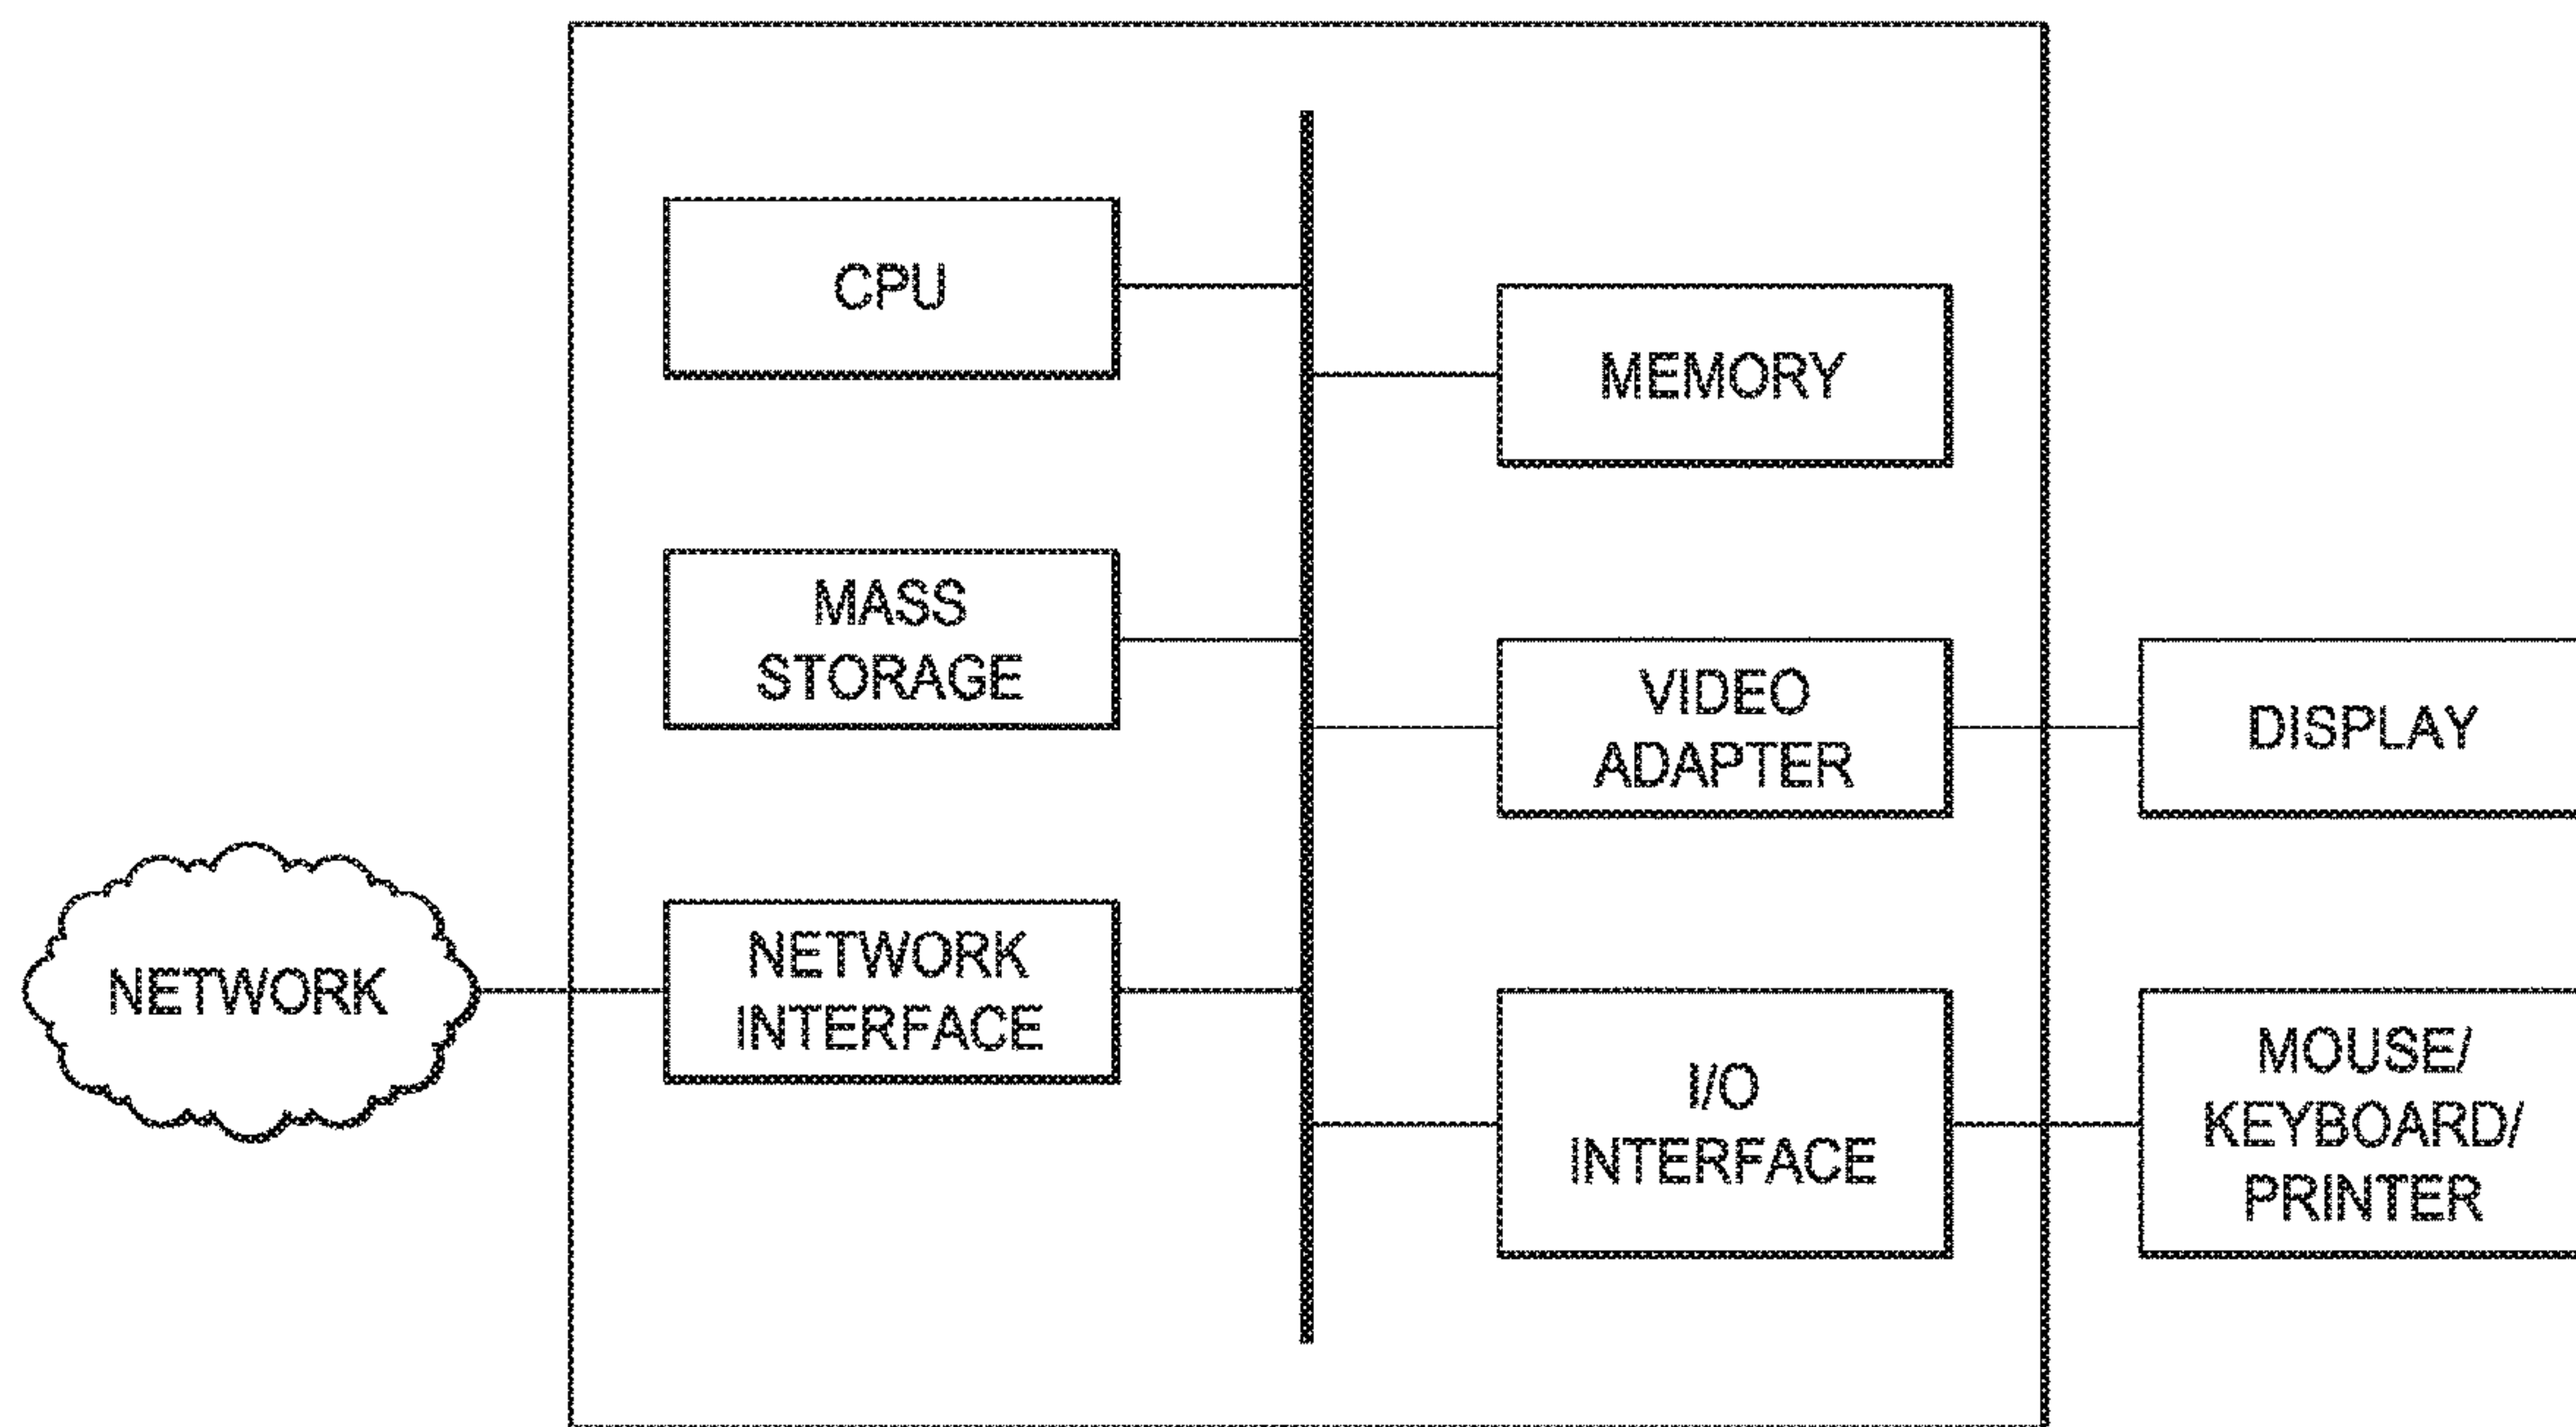 CPU
MEMORY
MASS
STORAGE
VIDEO
ADAPTER
DISPLAY
NETWORK
NETWORK
INTERFACE
I/O
INTERFACE
MOUSE/
KEYBOARD/
PRINTER